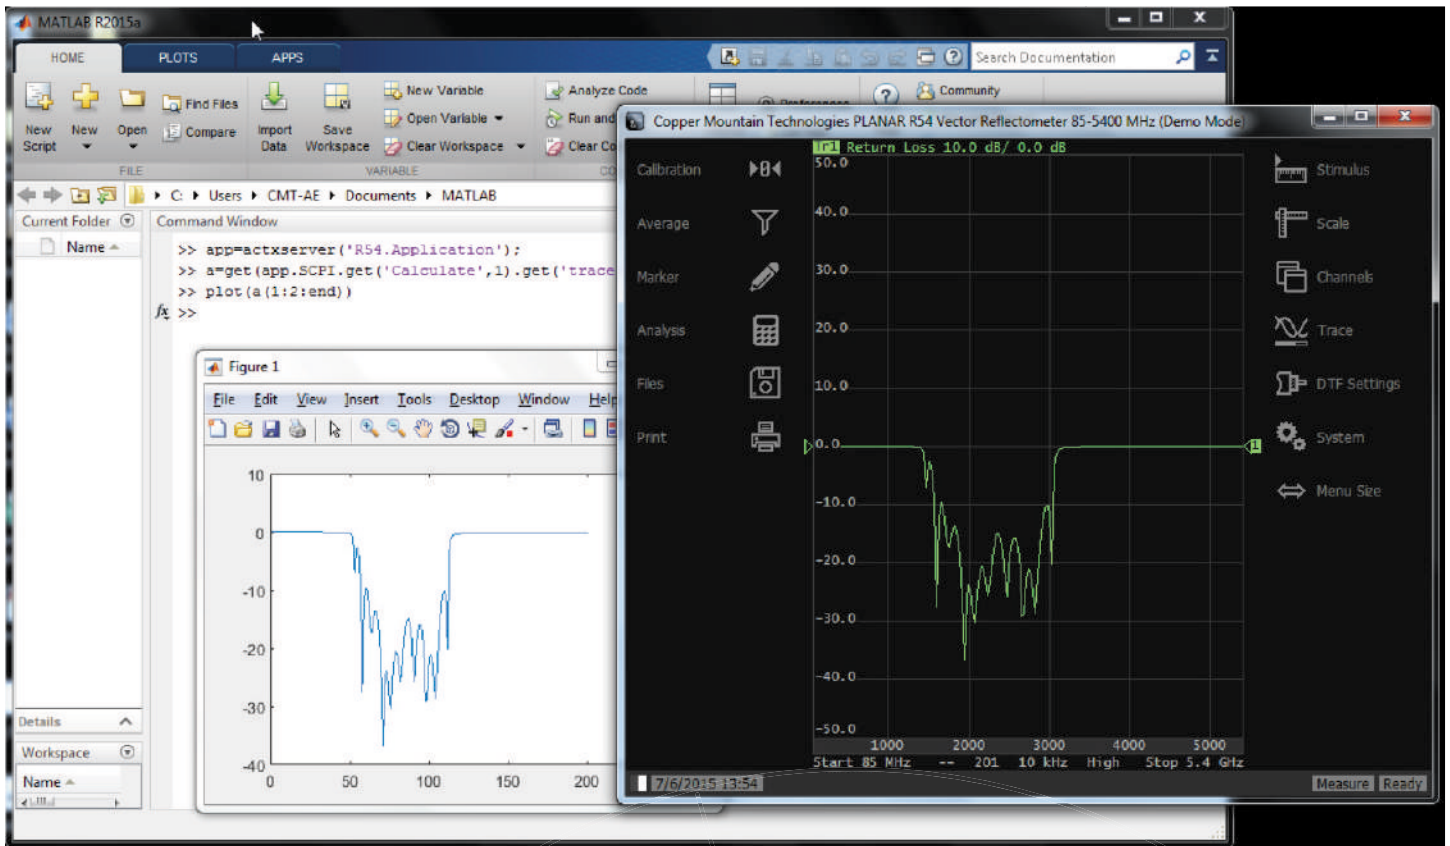 MATLAB R2015a
HOME PLOTS APPS
Search Documentation
New Script
New
Open
Find Files
Compare
Import Data
Save Workspace
New Variable
Open Variable
Clear Workspace
Analyze Code
Run and
Clear Co
Preferences
Community
FILE VARIABLE CO
C: Users CMT-AE Documents MATLAB
Current Folder
Name
Command Window
>> app=actxserver('R54.Application');
>> a=get(app.SCPI.get('Calculate',1).get('trace
>> plot(a(1:2:end))
fx >>
Figure 1
File Edit View Insert Tools Desktop Window Help
10
0
-10
-20
-30
-40
0 50 100 150 200
Details
Workspace
Name
Copper Mountain Technologies PLANAR R54 Vector Reflectometer 85-5400 MHz (Demo Mode)
Calibration
Average
Marker
Analysis
Files
Print
Tr1 Return Loss 10.0 dB/ 0.0 dB
50.0
40.0
30.0
20.0
10.0
0.0
-10.0
-20.0
-30.0
-40.0
-50.0
1
1000 2000 3000 4000 5000
Start 85 MHz -- 201 10 kHz High Stop 5.4 GHz
Stimulus
Scale
Channels
Trace
DTF Settings
System
Menu Size
7/6/2015 13:54
Measure Ready